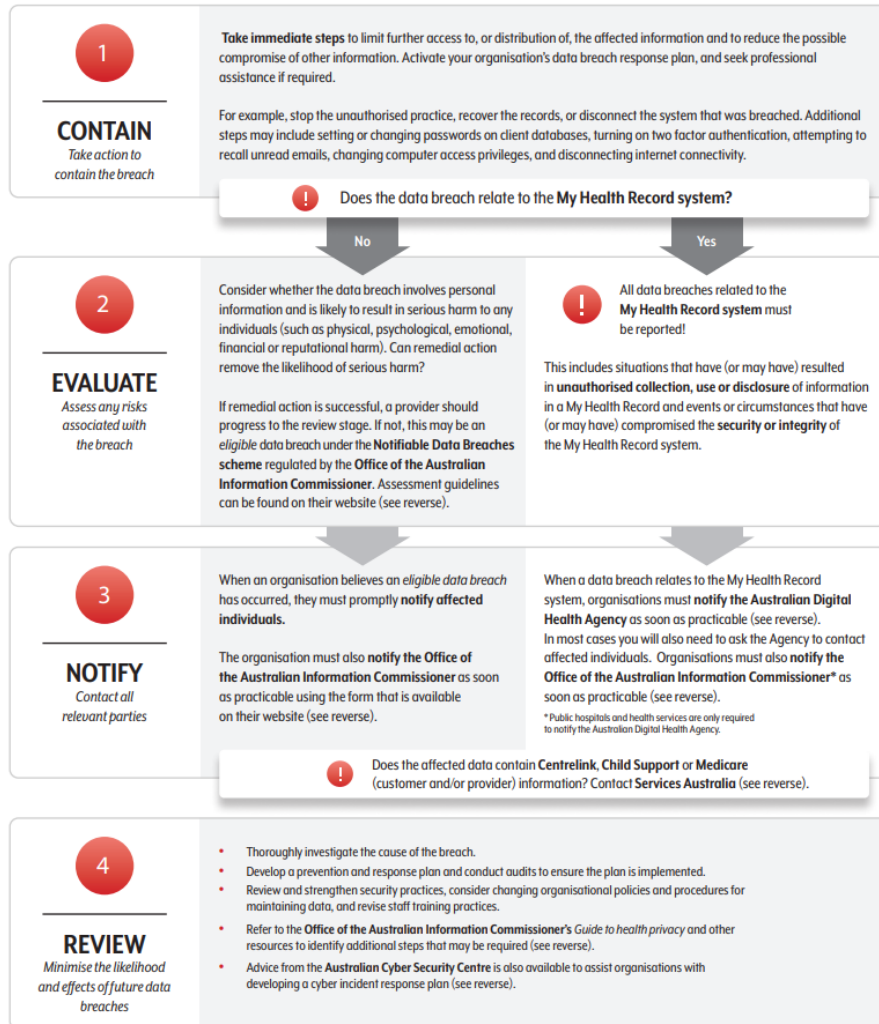 1
CONTAIN
Take action to
contain the breach
Take immediate steps to limit further access to, or distribution of, the affected information and to reduce the possible
compromise of other information. Activate your organisation's data breach response plan, and seek professional
assistance if required.
For example, stop the unauthorised practice, recover the records, or disconnect the system that was breached. Additional
steps may include setting or changing passwords on client databases, turning on two factor authentication, attempting to
recall unread emails, changing computer access privileges, and disconnecting internet connectivity.
! Does the data breach relate to the My Health Record system?
No
Yes
2
EVALUATE
Assess any risks
associated with
the breach
Consider whether the data breach involves personal
information and is likely to result in serious harm to any
individuals (such as physical, psychological, emotional,
financial or reputational harm). Can remedial action
remove the likelihood of serious harm?
If remedial action is successful, a provider should
progress to the review stage. If not, this may be an
eligible data breach under the Notifiable Data Breaches
scheme regulated by the Office of the Australian
Information Commissioner. Assessment guidelines
can be found on their website (see reverse).
!
All data breaches related to the
My Health Record system must
be reported!
This includes situations that have (or may have) resulted
in unauthorised collection, use or disclosure of information
in a My Health Record and events or circumstances that have
(or may have) compromised the security or integrity of
the My Health Record system.
3
NOTIFY
Contact all
relevant parties
When an organisation believes an eligible data breach
has occurred, they must promptly notify affected
individuals.
The organisation must also notify the Office of
the Australian Information Commissioner as soon
as practicable using the form that is available
on their website (see reverse).
When a data breach relates to the My Health Record
system, organisations must notify the Australian Digital
Health Agency as soon as practicable (see reverse).
In most cases you will also need to ask the Agency to contact
affected individuals. Organisations must also notify the
Office of the Australian Information Commissioner* as
soon as practicable (see reverse).
* Public hospitals and health services are only required
to notify the Australian Digital Health Agency.
!
Does the affected data contain Centrelink, Child Support or Medicare
(customer and/or provider) information? Contact Services Australia (see reverse).
4
REVIEW
Minimise the likelihood
and effects of future data
breaches
• Thoroughly investigate the cause of the breach.
• Develop a prevention and response plan and conduct audits to ensure the plan is implemented.
• Review and strengthen security practices, consider changing organisational policies and procedures for
maintaining data, and revise staff training practices.
• Refer to the Office of the Australian Information Commissioner's Guide to health privacy and other
resources to identify additional steps that may be required (see reverse).
• Advice from the Australian Cyber Security Centre is also available to assist organisations with
developing a cyber incident response plan (see reverse).